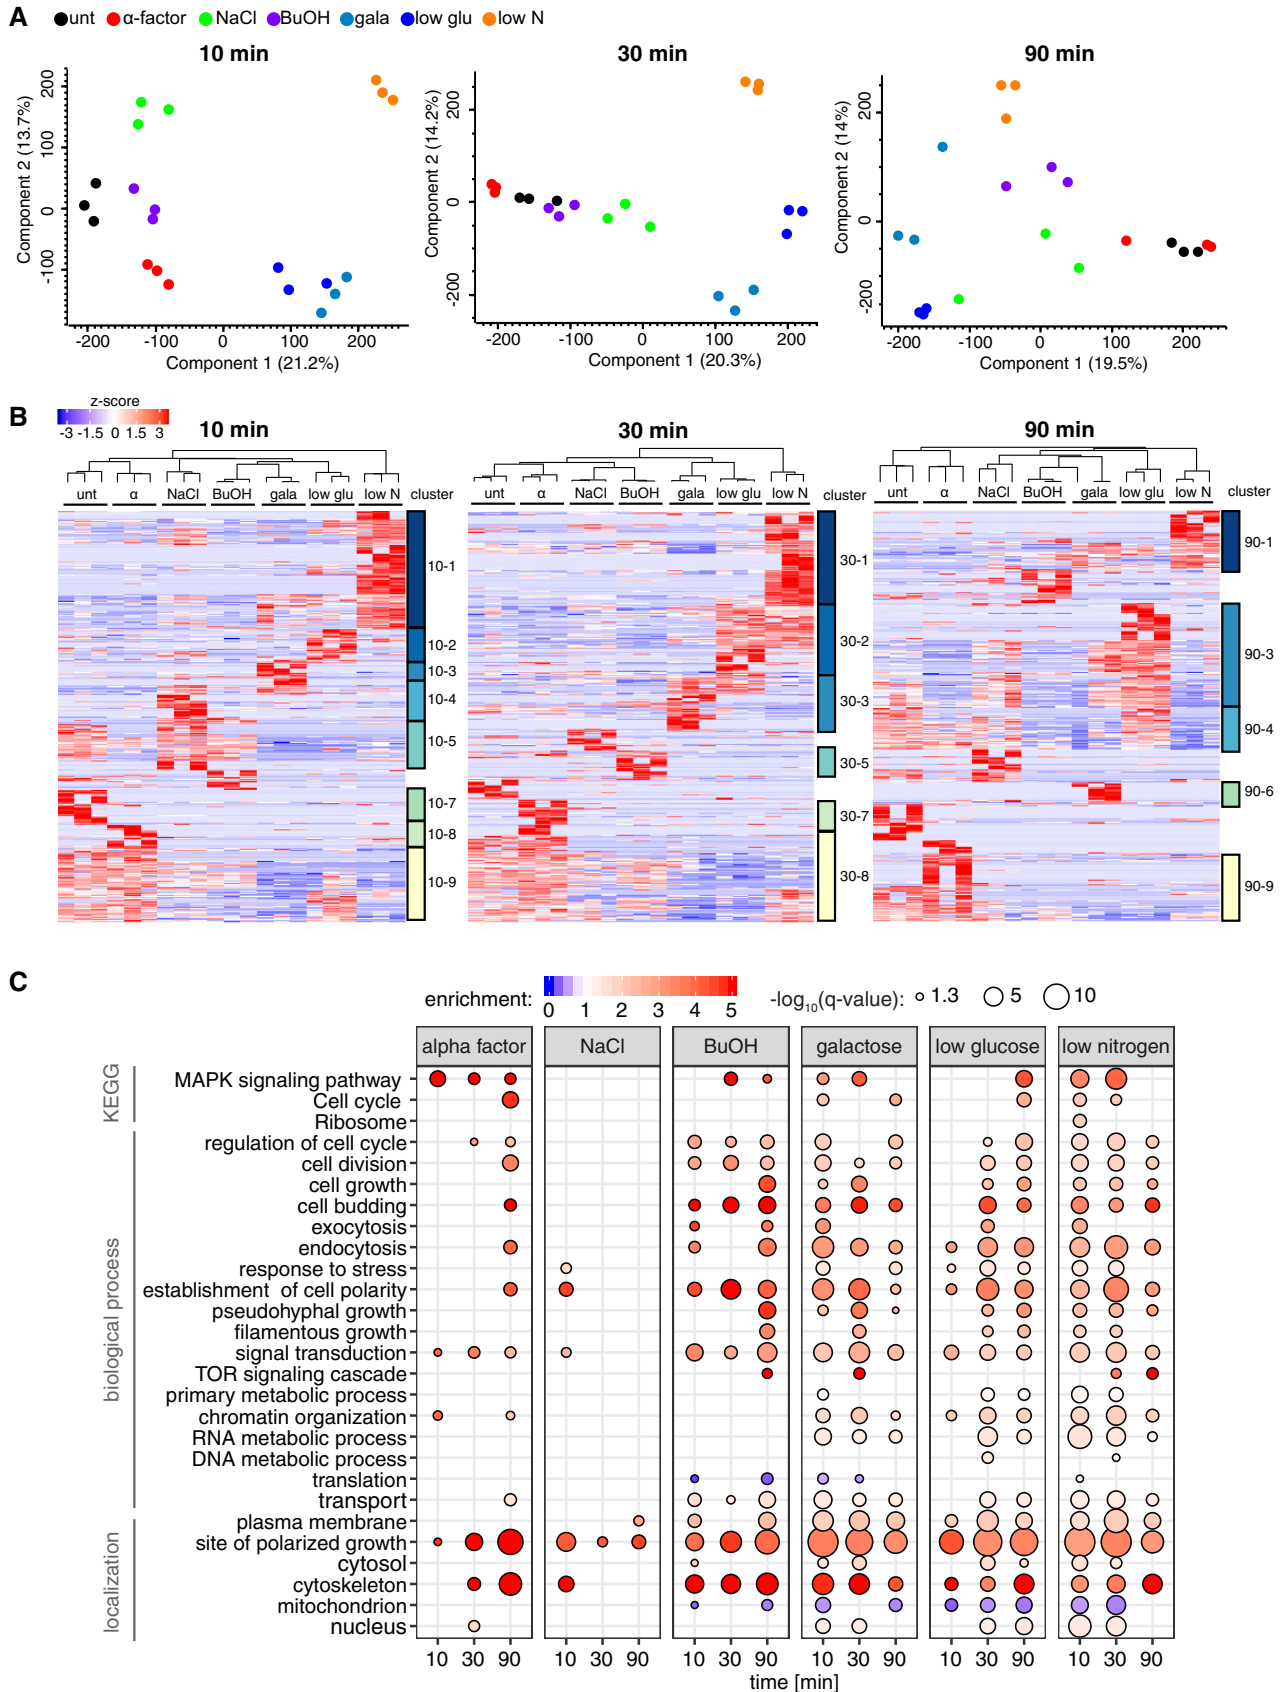 A
unt α-factor NaCl BuOH gala low glu low N
10 min 30 min 90 min
Component 2 (13.7%)
200
100
0
-100
-200 -100 0 100 200
Component 1 (21.2%)
Component 2 (14.2%)
200
0
-200
-200 -100 0 100 200
Component 1 (20.3%)
Component 2 (14%)
200
0
-200
-200 -100 0 100 200
Component 1 (19.5%)
B
z-score
-3 -1.5 0 1.5 3
10 min 30 min 90 min
unt α NaCl BuOH gala low glu low N cluster
10-1
10-2
10-3
10-4
10-5
10-7
10-8
10-9
unt α NaCl BuOH gala low glu low N cluster
30-1
30-2
30-3
30-5
30-7
30-8
unt α NaCl BuOH gala low glu low N cluster
90-1
90-3
90-4
90-6
90-9
C
enrichment: 0 1 2 3 4 5 -log10(q-value): 1.3 5 10
alpha factor NaCl BuOH galactose low glucose low nitrogen
KEGG
MAPK signaling pathway
Cell cycle
Ribosome
biological process
regulation of cell cycle
cell division
cell growth
cell budding
exocytosis
endocytosis
response to stress
establishment of cell polarity
pseudohyphal growth
filamentous growth
signal transduction
TOR signaling cascade
primary metabolic process
chromatin organization
RNA metabolic process
DNA metabolic process
translation
transport
localization
plasma membrane
site of polarized growth
cytosol
cytoskeleton
mitochondrion
nucleus
10 30 90 10 30 90 10 30 90 10 30 90 10 30 90 10 30 90
time [min]